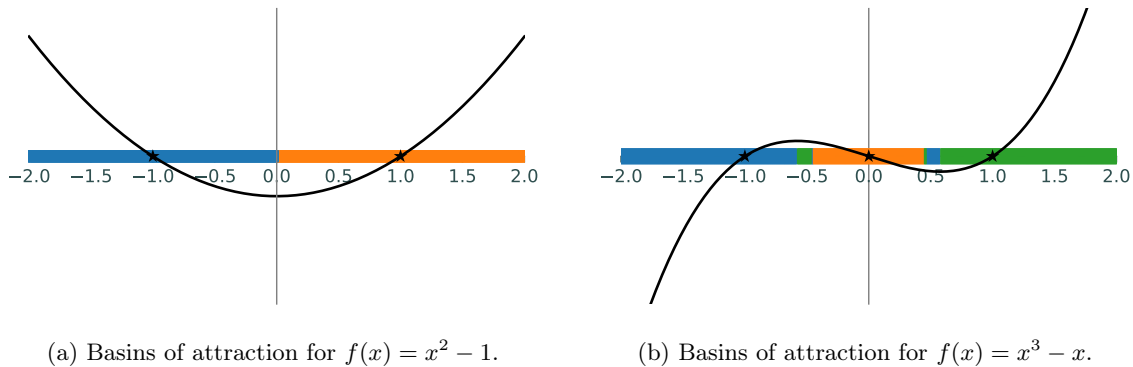 −2.0 −1.5 −1.0 −0.5 0.0 0.5 1.0 1.5 2.0
−2.0 −1.5 −1.0 −0.5 0.0 0.5 1.0 1.5 2.0
(a) Basins of attraction for f(x) = x² − 1.
(b) Basins of attraction for f(x) = x³ − x.